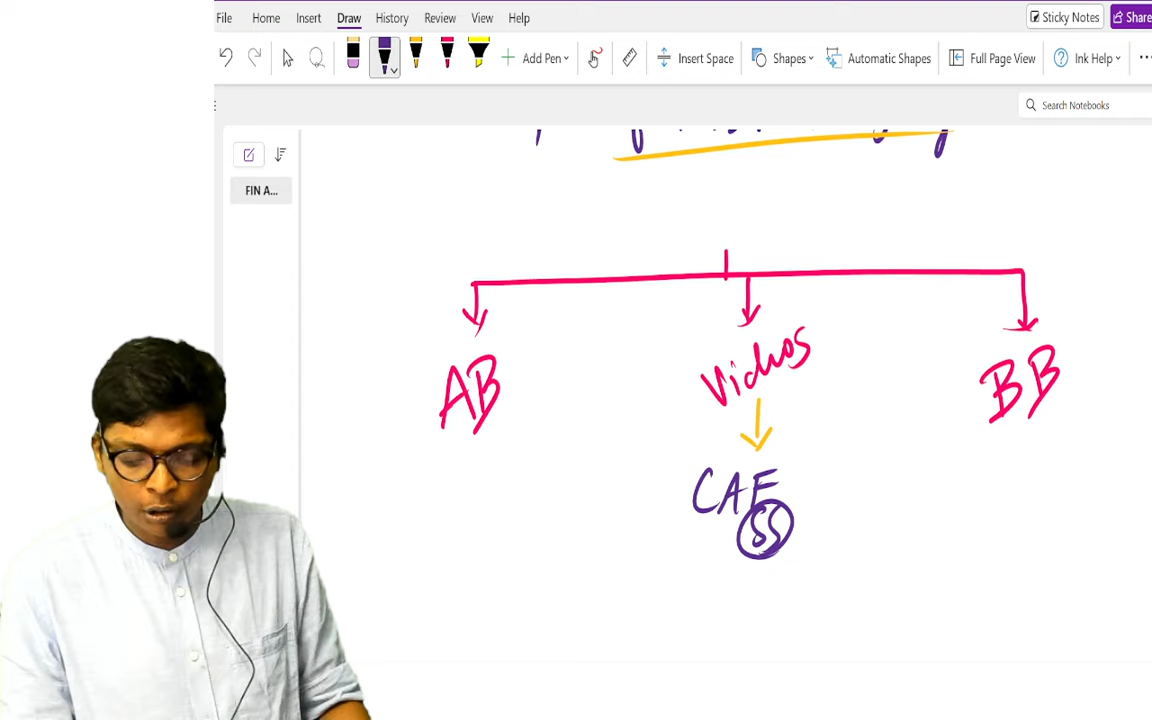 File Home Insert Draw History Review View Help Sticky Notes Share
Add Pen Insert Space Shapes Automatic Shapes Full Page View Ink Help
Search Notebooks
FIN A...
AB Videos BB
CAF
SS